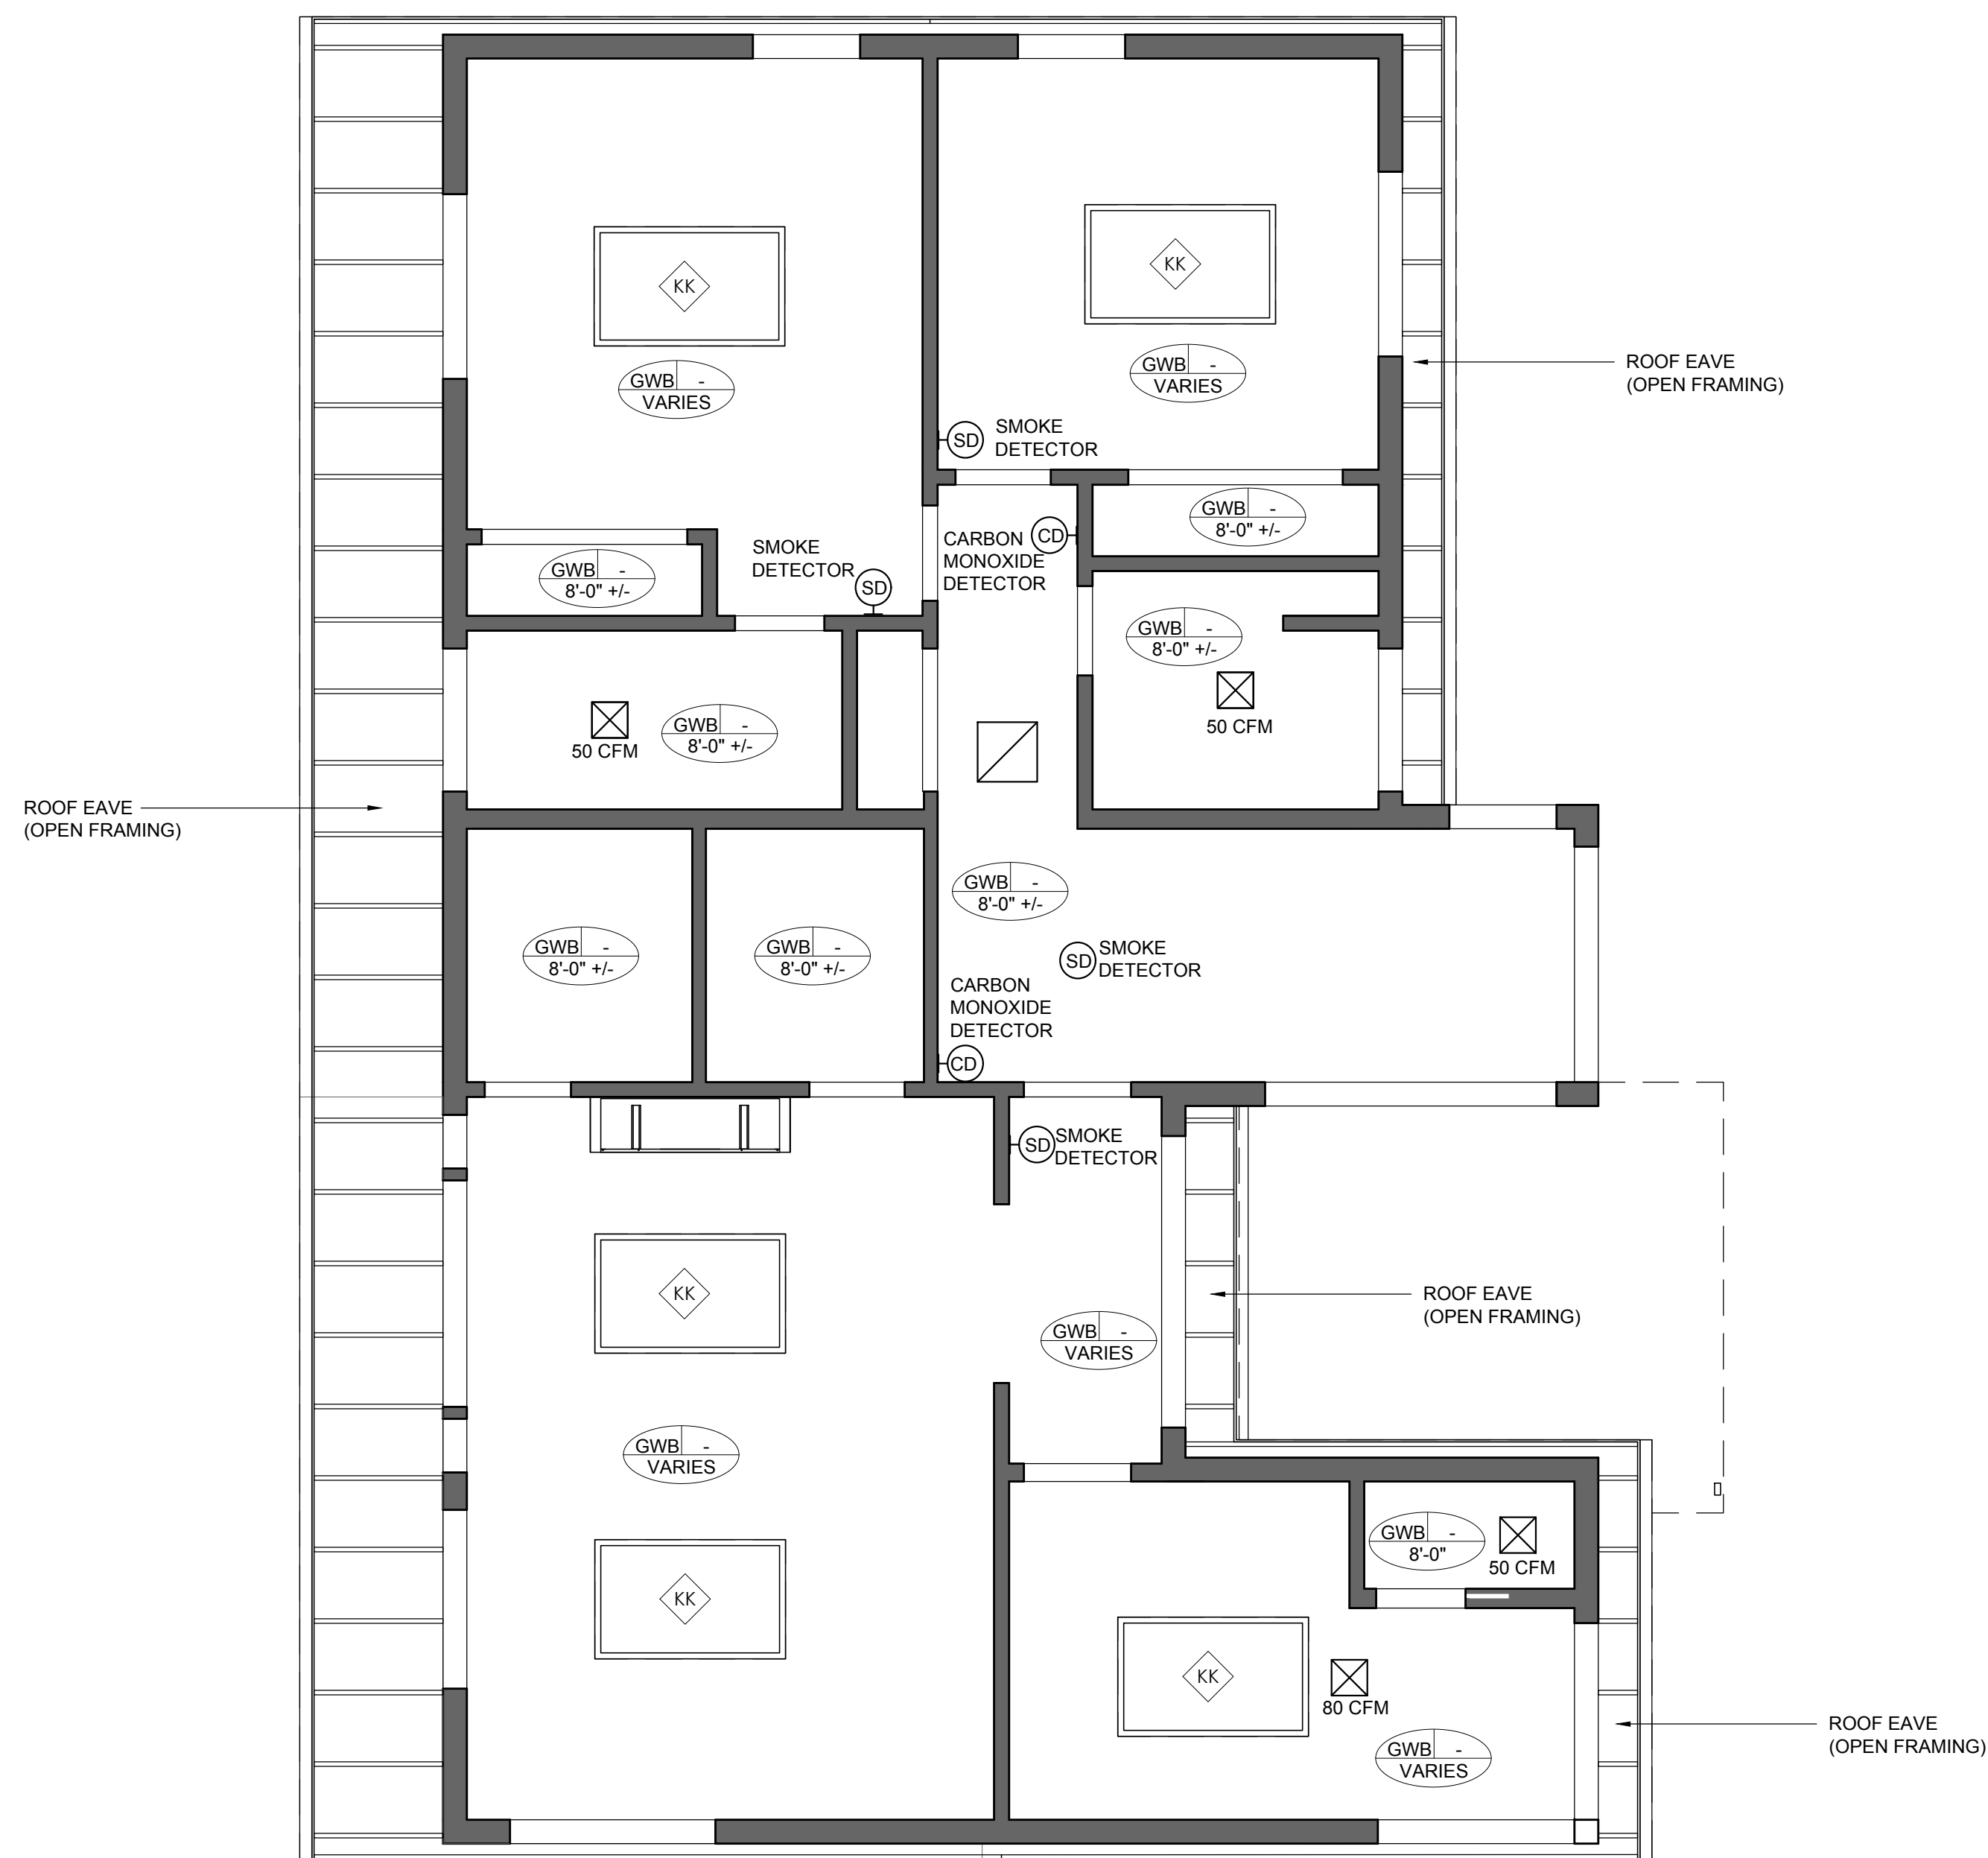 KK
KK
GWB -
VARIES
GWB -
VARIES
ROOF EAVE
(OPEN FRAMING)
SD
SMOKE
DETECTOR
GWB -
8'-0" +/-
CARBON
MONOXIDE
DETECTOR
CD
SMOKE
DETECTOR
SD
GWB -
8'-0" +/-
GWB -
8'-0" +/-
50 CFM
GWB -
8'-0" +/-
50 CFM
ROOF EAVE
(OPEN FRAMING)
GWB -
8'-0" +/-
GWB -
8'-0" +/-
GWB -
8'-0" +/-
SD
SMOKE
DETECTOR
CARBON
MONOXIDE
DETECTOR
CD
SD
SMOKE
DETECTOR
KK
ROOF EAVE
(OPEN FRAMING)
GWB -
VARIES
GWB -
VARIES
GWB -
8'-0"
50 CFM
KK
KK
80 CFM
GWB -
VARIES
ROOF EAVE
(OPEN FRAMING)